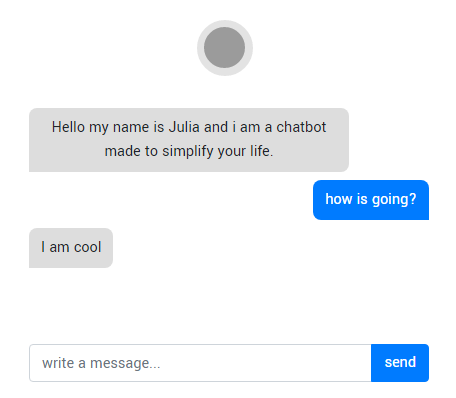 Hello my name is Julia and i am a chatbot
made to simplify your life.
how is going?
I am cool
write a message...
send